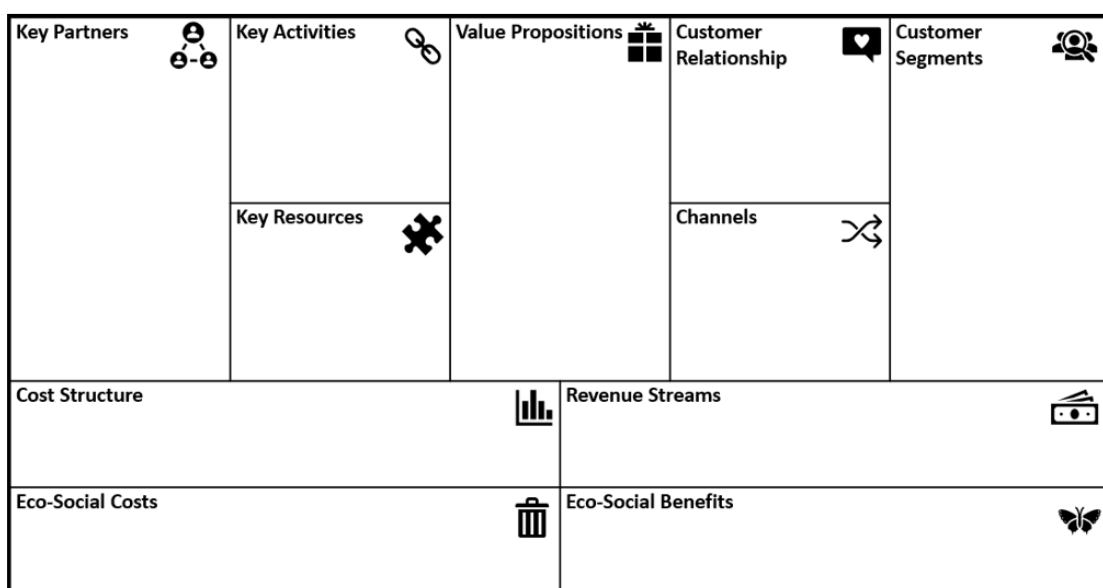 Key Partners
Key Activities
Value Propositions
Customer
Relationship
Customer
Segments
Key Resources
Channels
Cost Structure
Revenue Streams
Eco-Social Costs
Eco-Social Benefits